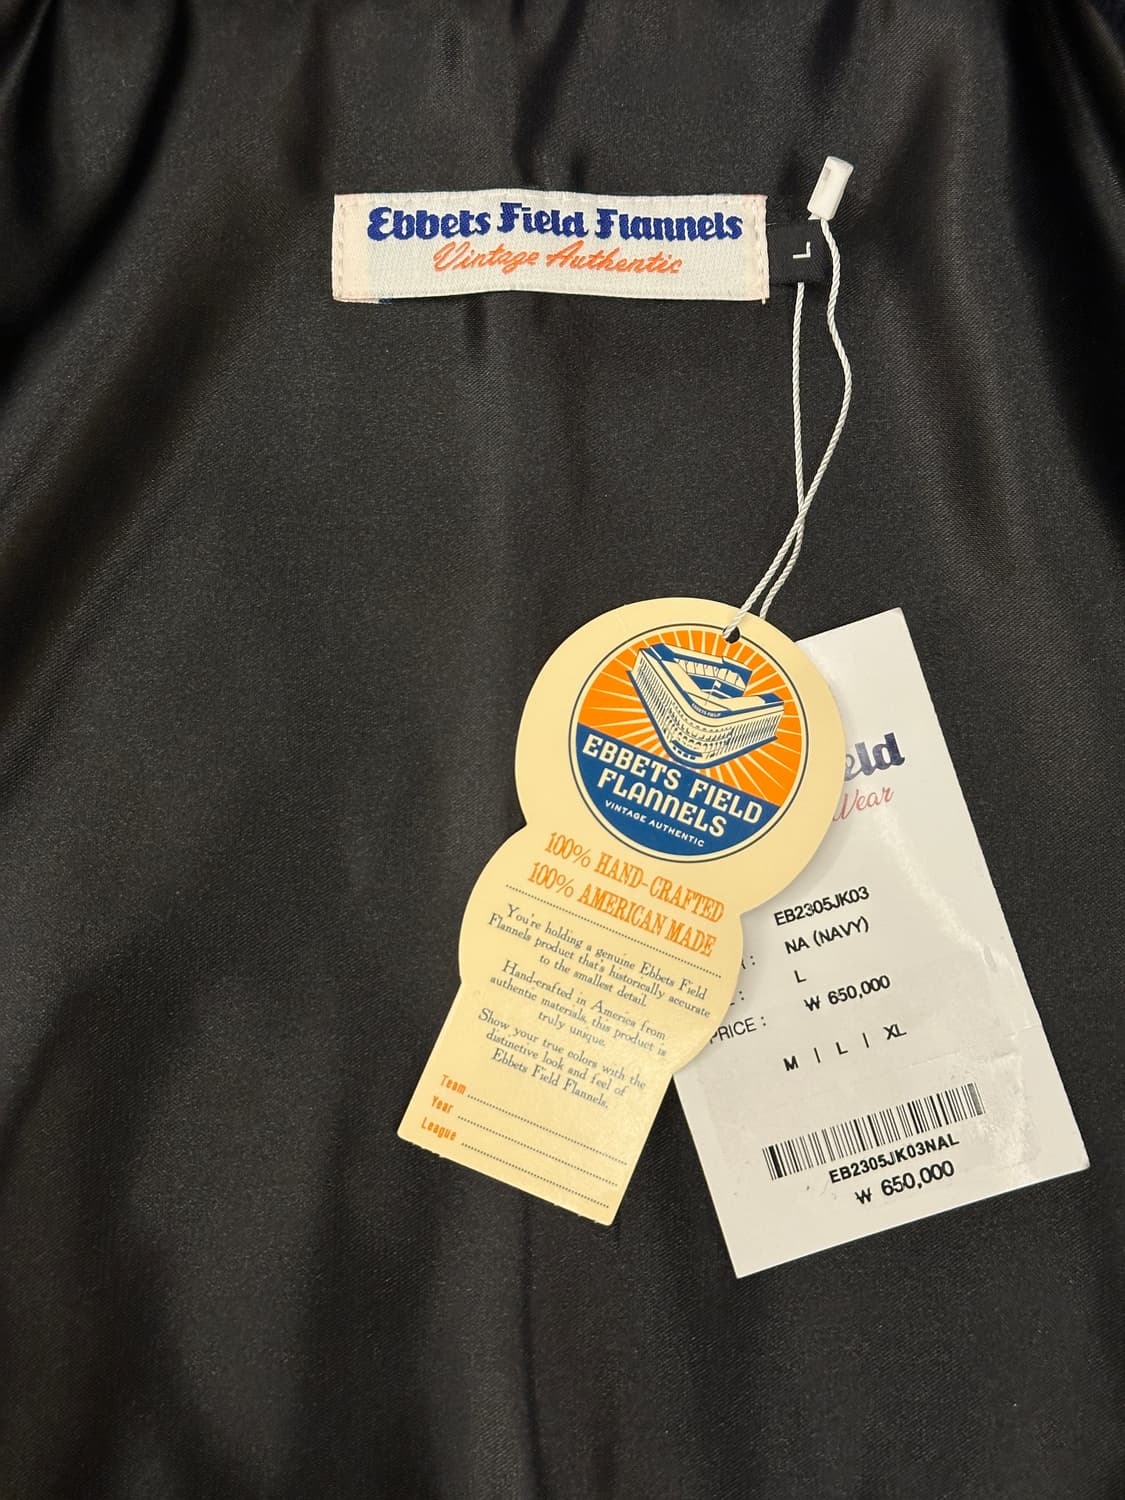 Ebbets Field Flannels
Vintage Authentic
L
EBBETS FIELD
EBBETS FIELD
FLANNELS
VINTAGE AUTHENTIC
100% HAND-CRAFTED
100% AMERICAN MADE
You're holding a genuine Ebbets Field
Flannels product that's historically accurate
to the smallest detail.
Hand-crafted in America from
authentic materials, this product is
truly unique.
Show your true colors with the
distinctive look and feel of
Ebbets Field Flannels.
Team
Year
League
eld
Wear
EB2305JK03
: NA (NAVY)
: L
PRICE : ₩ 650,000
M | L | XL
EB2305JK03NAL
₩ 650,000